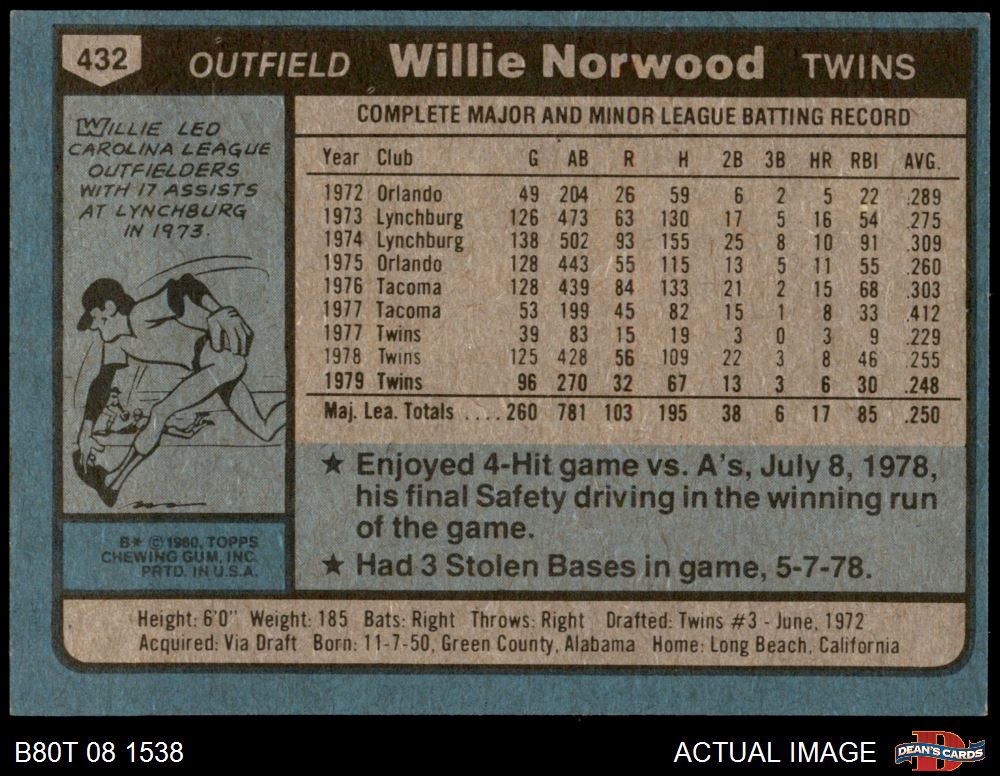 432 OUTFIELD Willie Norwood TWINS
WILLIE LED
CAROLINA LEAGUE
OUTFIELDERS
WITH 17 ASSISTS
AT LYNCHBURG
IN 1973.
COMPLETE MAJOR AND MINOR LEAGUE BATTING RECORD
Year Club G AB R H 2B 3B HR RBI AVG.
1972 Orlando 49 204 26 59 6 2 5 22 .289
1973 Lynchburg 126 473 63 130 17 5 16 54 .275
1974 Lynchburg 138 502 93 155 25 8 10 91 .309
1975 Orlando 128 443 55 115 13 5 11 55 .260
1976 Tacoma 128 439 84 133 21 2 15 68 .303
1977 Tacoma 53 199 45 82 15 1 8 33 .412
1977 Twins 39 83 15 19 3 0 3 9 .229
1978 Twins 125 428 56 109 22 3 8 46 .255
1979 Twins 96 270 32 67 13 3 6 30 .248
Maj. Lea. Totals .... 260 781 103 195 38 6 17 85 .250
★ Enjoyed 4-Hit game vs. A's, July 8, 1978,
his final Safety driving in the winning run
of the game.
★ Had 3 Stolen Bases in game, 5-7-78.
B* © 1980, TOPPS
CHEWING GUM, INC.
PRTD. IN U.S.A.
Height: 6'0" Weight: 185 Bats: Right Throws: Right Drafted: Twins #3 - June, 1972
Acquired: Via Draft Born: 11-7-50, Green County, Alabama Home: Long Beach, California
B80T 08 1538 ACTUAL IMAGE DEAN'S CARDS